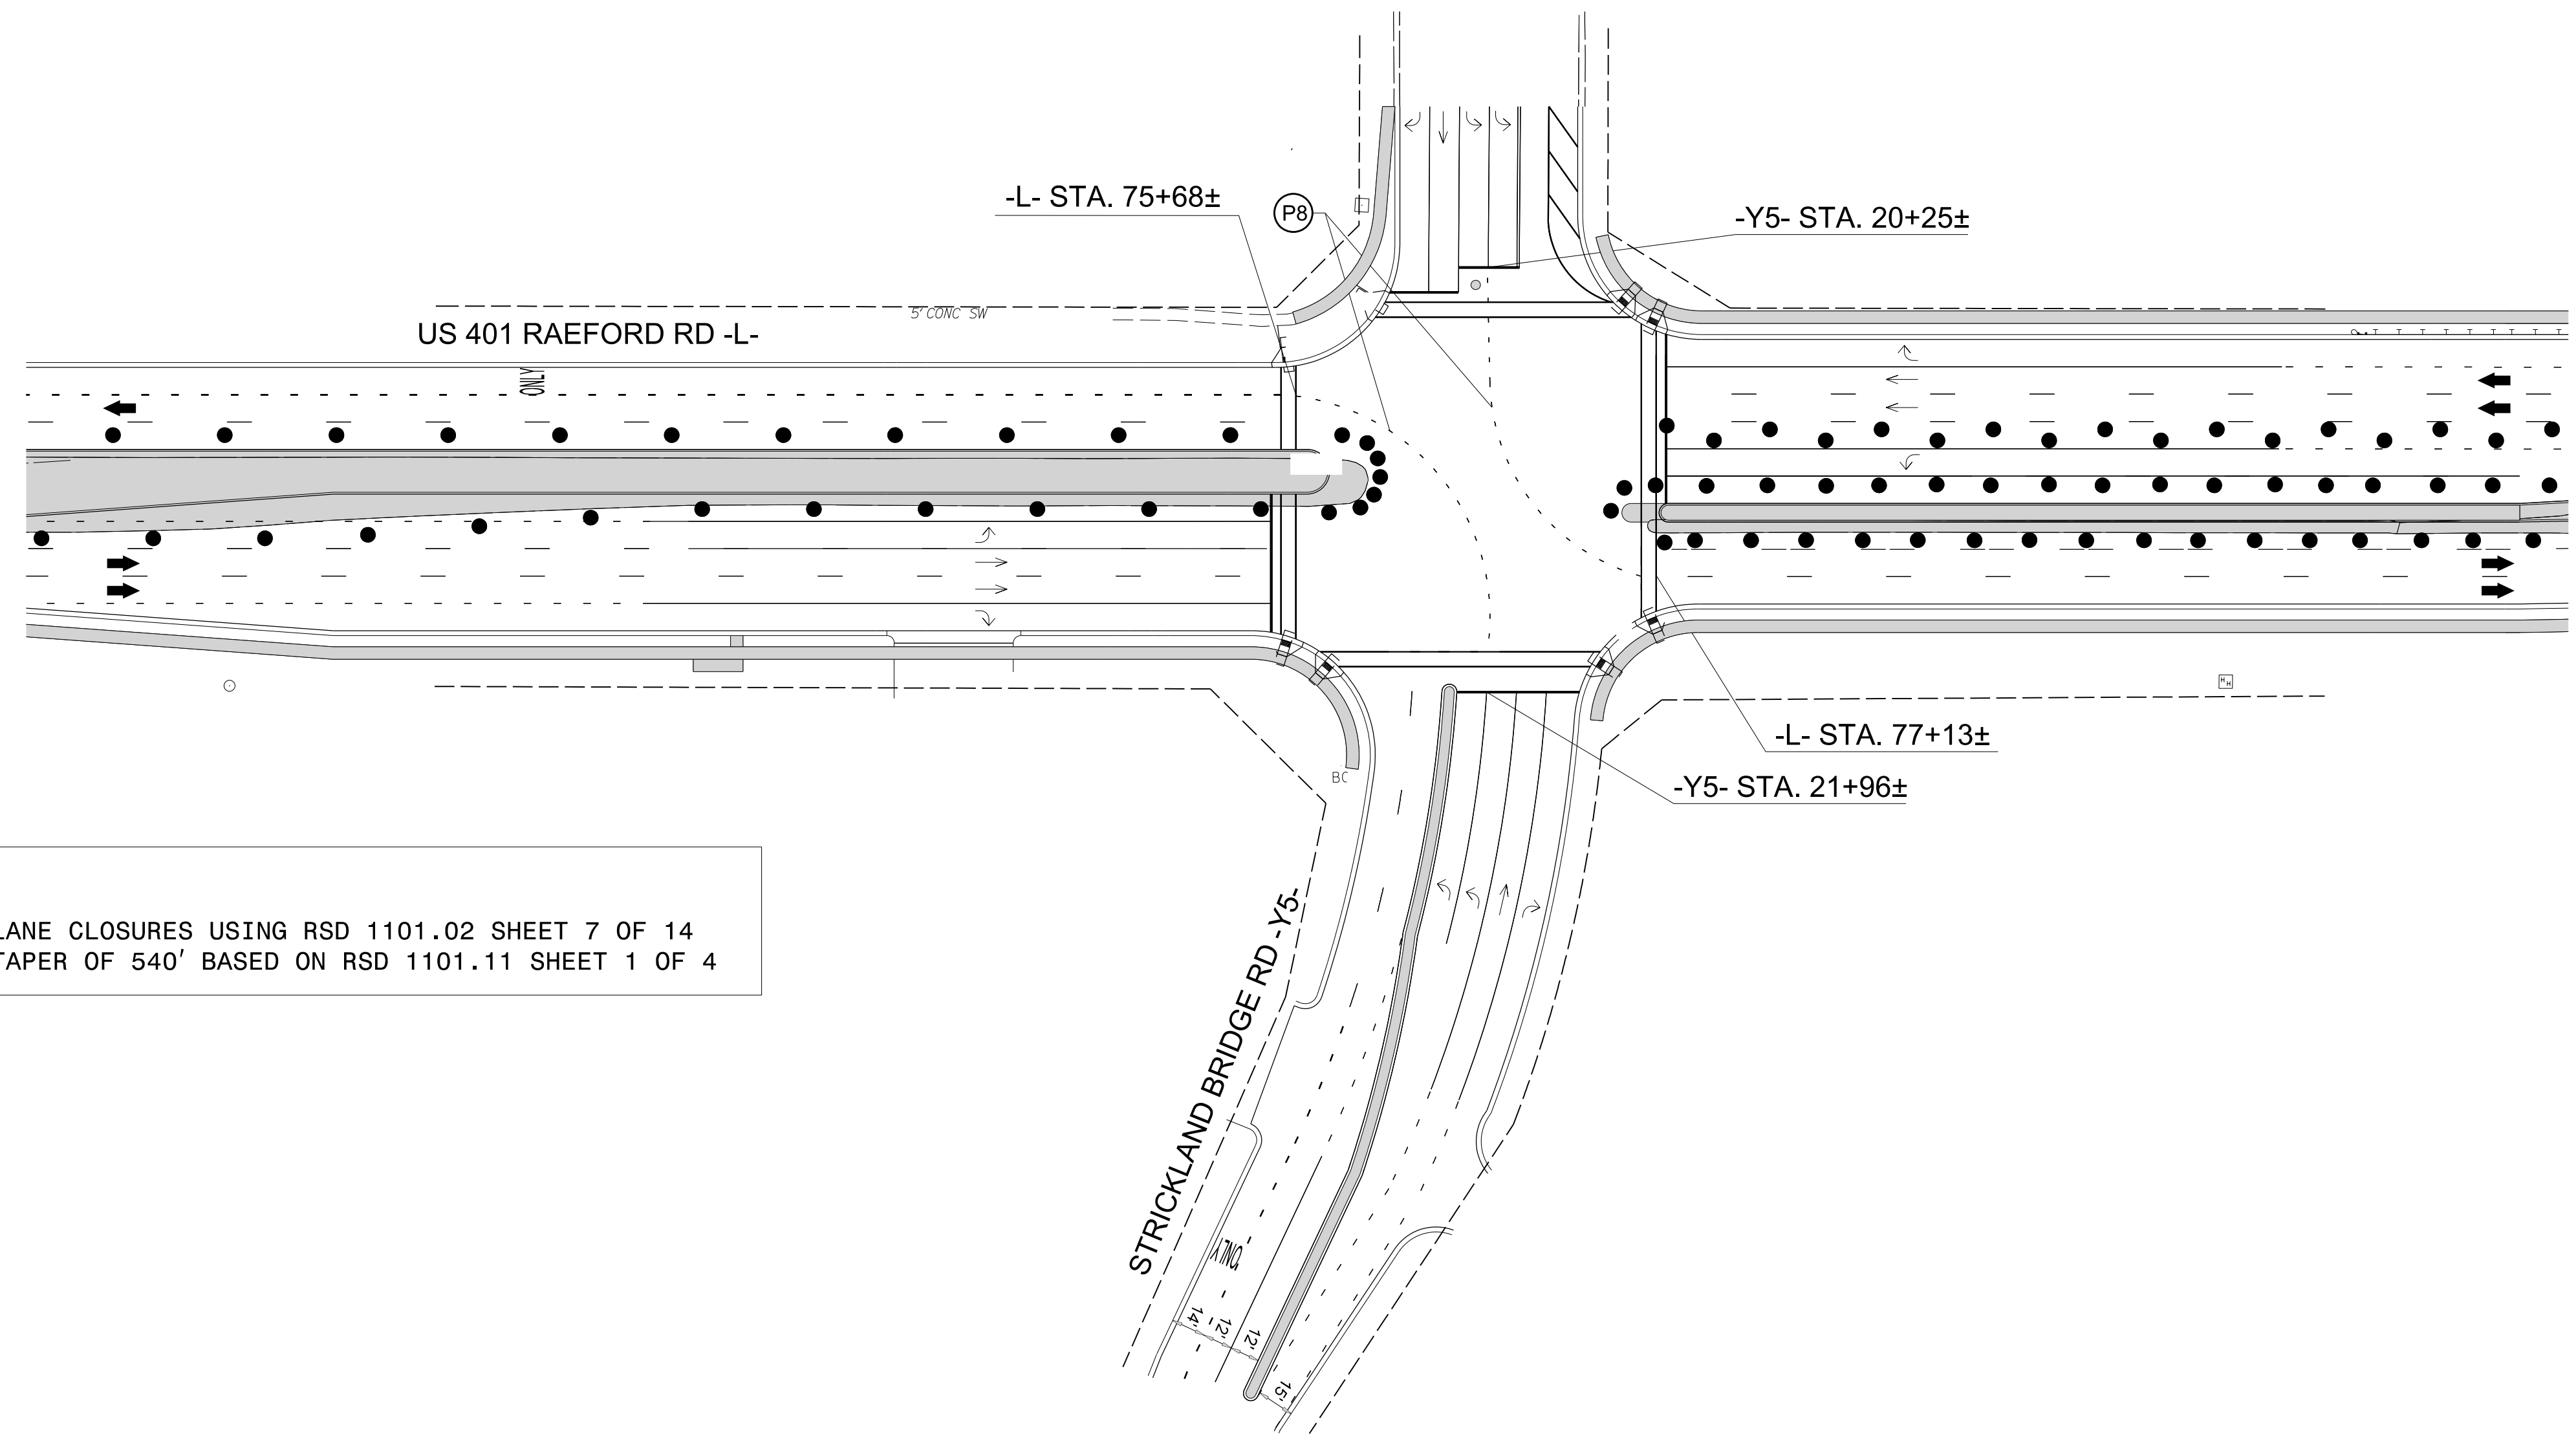 -L- STA. 75+68±
P8
-Y5- STA. 20+25±
5' CONC SW
US 401 RAEFORD RD -L-
ONLY
H H
-L- STA. 77+13±
BC
-Y5- STA. 21+96±
LANE CLOSURES USING RSD 1101.02 SHEET 7 OF 14
TAPER OF 540' BASED ON RSD 1101.11 SHEET 1 OF 4
STRICKLAND BRIDGE RD -Y5-
ONLY
14' 12' 12'
15'